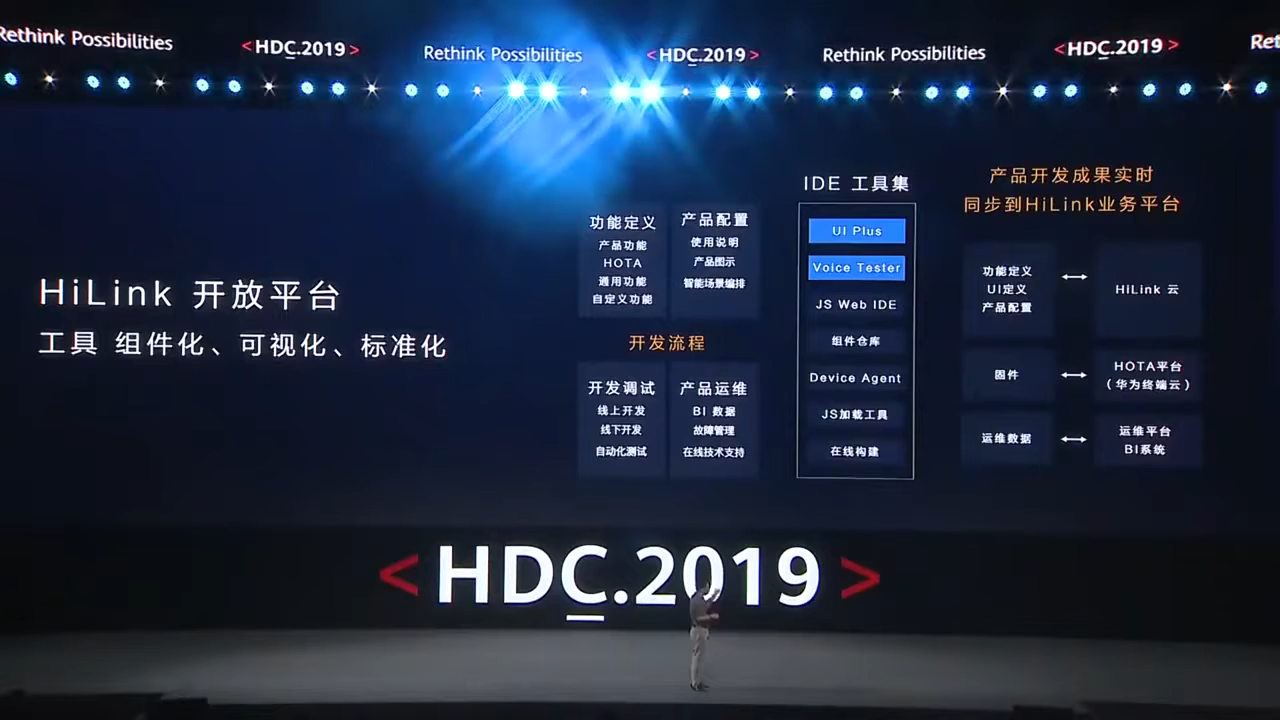 Rethink Possibilities
<HDC.2019>
Rethink Possibilities
<HDC.2019>
Rethink Possibilities
<HDC.2019>
Ret
HiLink 开放平台
工具 组件化、可视化、标准化
功能定义
产品功能
HOTA
通用功能
自定义功能
产品配置
使用说明
产品图示
智能场景编排
开发流程
开发调试
线上开发
线下开发
自动化测试
产品运维
BI 数据
故障管理
在线技术支持
IDE 工具集
UI Plus
Voice Tester
JS Web IDE
组件仓库
Device Agent
JS加载工具
在线构建
产品开发成果实时
同步到HiLink业务平台
功能定义
UI定义
产品配置
HiLink 云
固件
HOTA平台
（华为终端云）
运维数据
运维平台
BI系统
<HDC.2019>